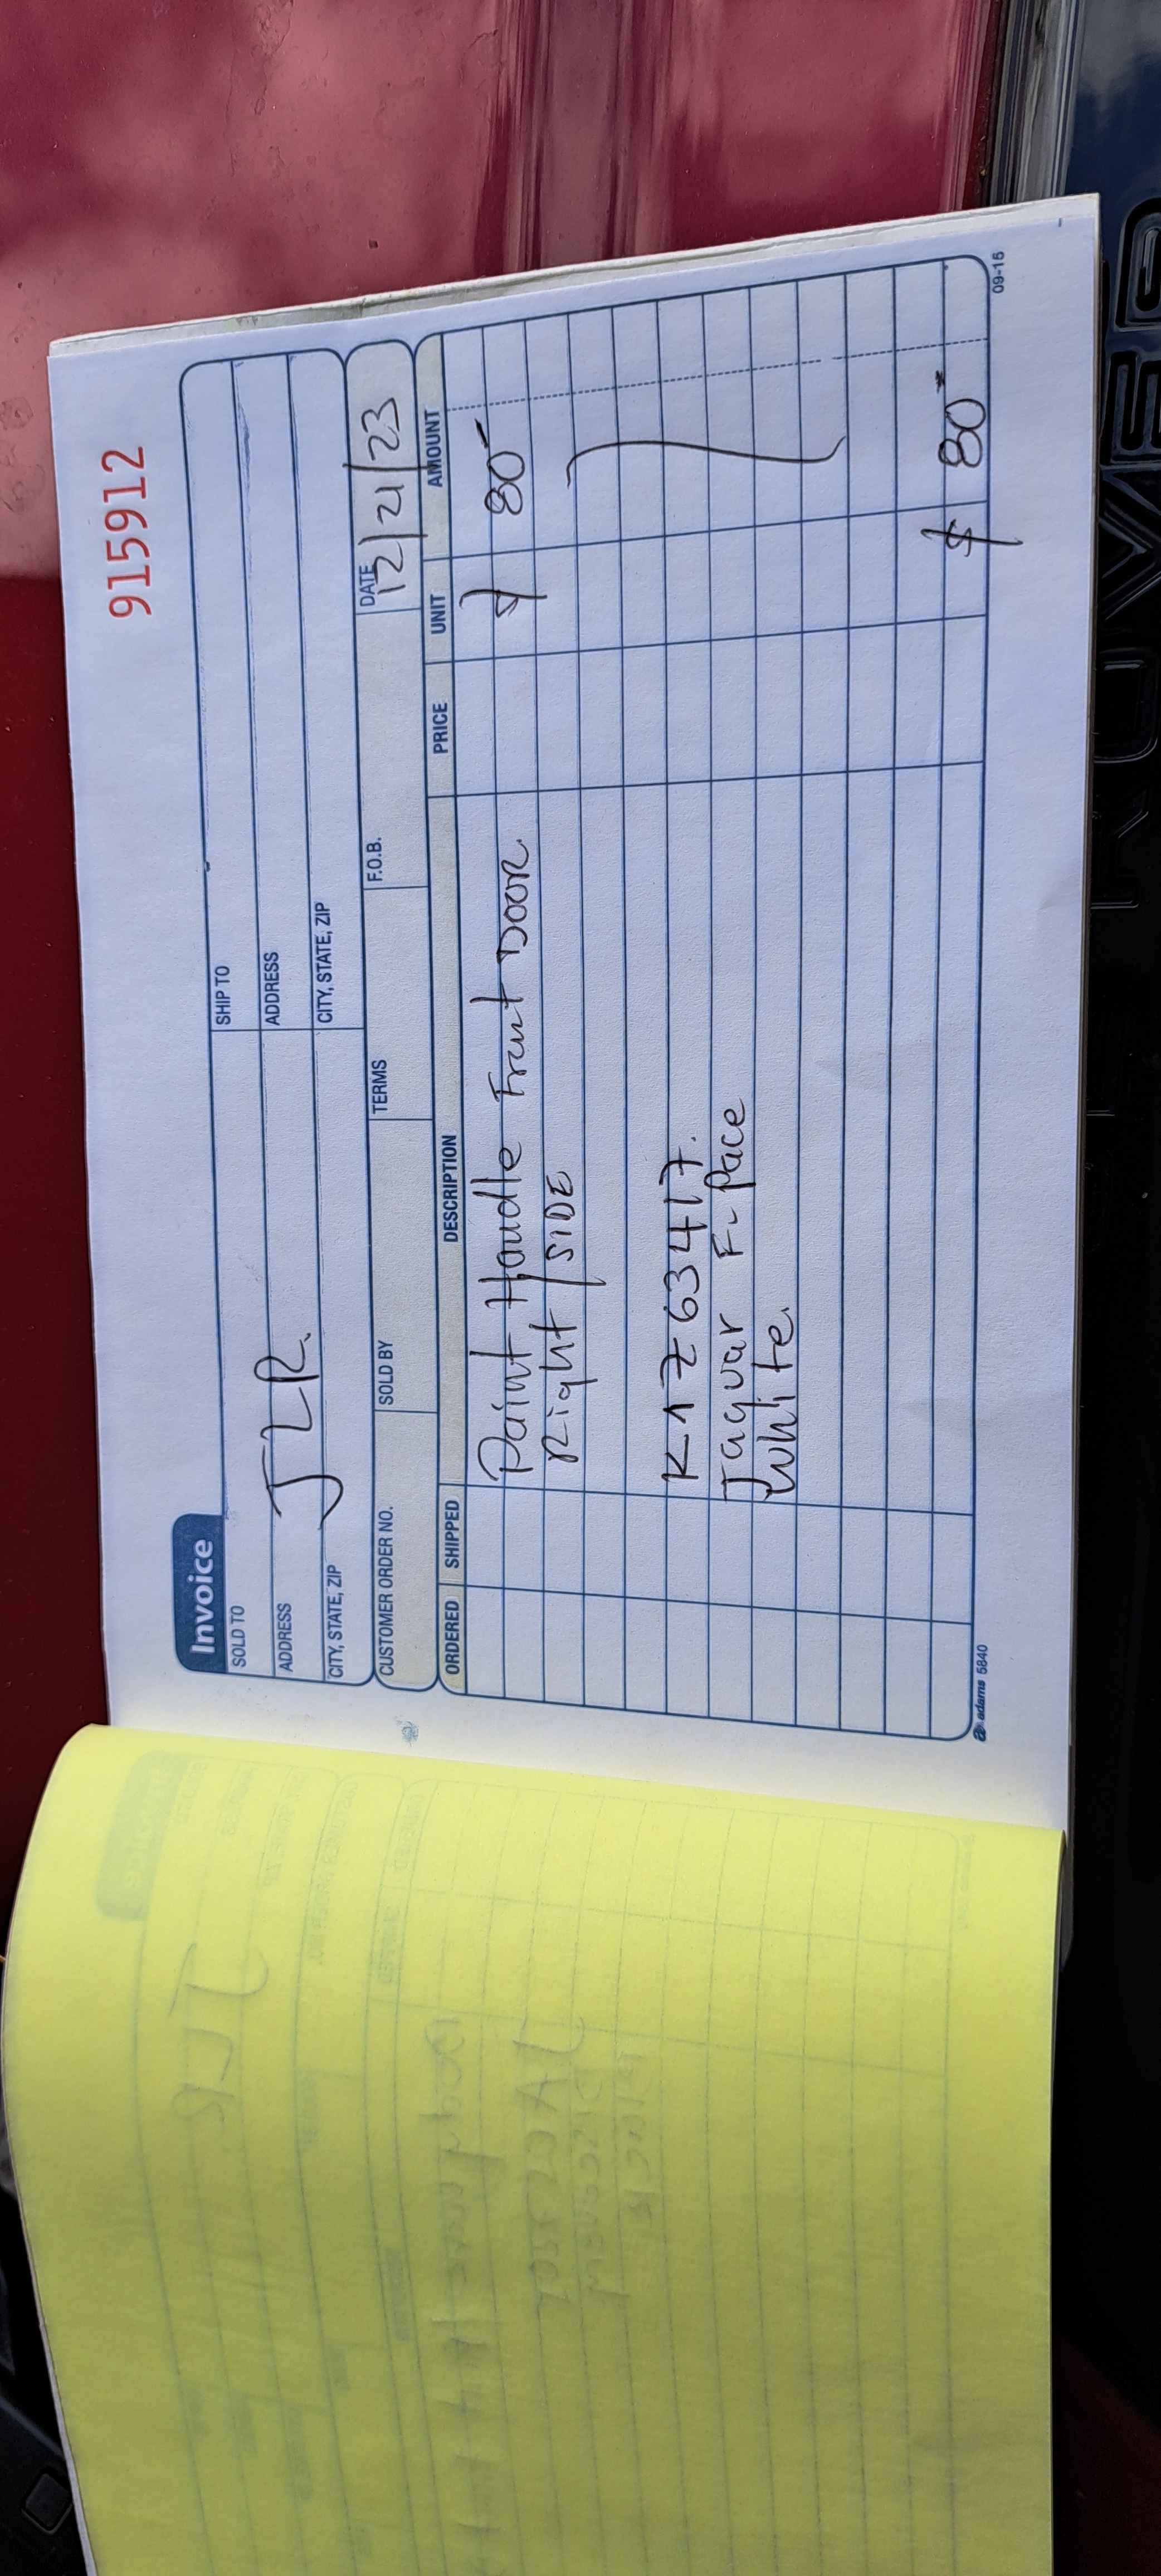 915912
Invoice
SOLD TO
SHIP TO
JLR.
ADDRESS
ADDRESS
CITY, STATE, ZIP
CITY, STATE, ZIP
CUSTOMER ORDER NO. SOLD BY TERMS F.O.B. DATE
12/21/23
ORDERED SHIPPED DESCRIPTION PRICE UNIT AMOUNT
Paint Handle Front Door. $ 80
Right / SIDE
K1Z63417.
Jaguar F-Pace
White.
$ 80
adams 5840
09-15
ROVER